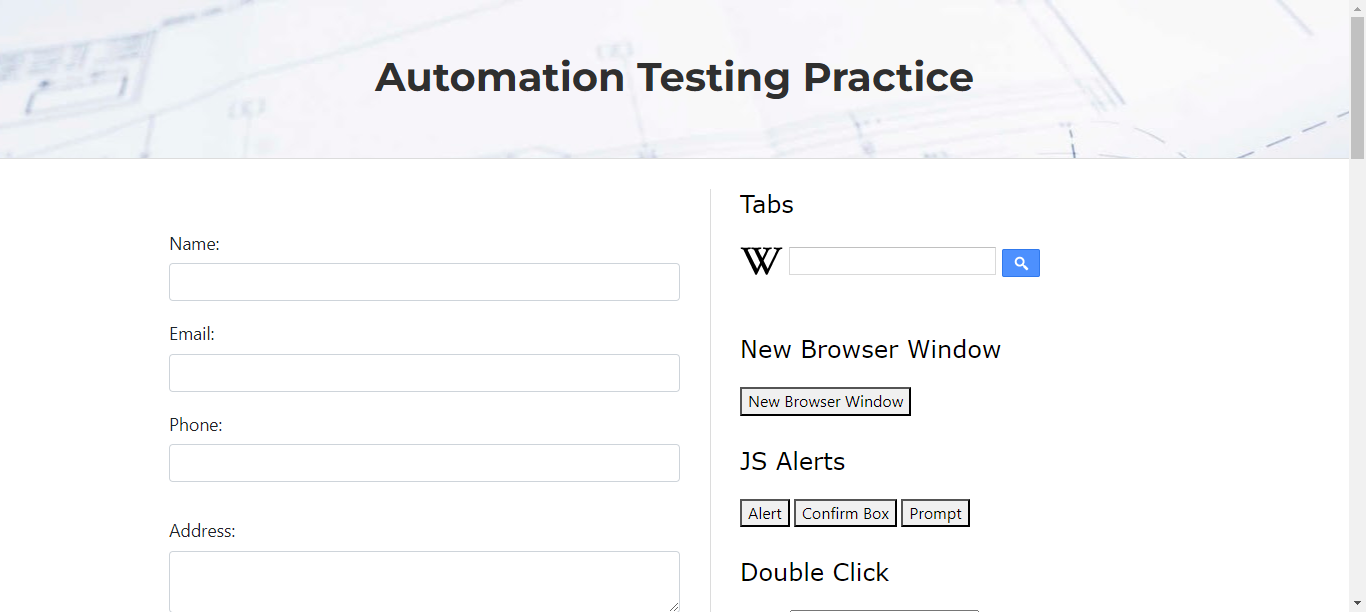 Automation Testing Practice
Name:
Email:
Phone:
Address:
Tabs
W
New Browser Window
New Browser Window
JS Alerts
Alert Confirm Box Prompt
Double Click